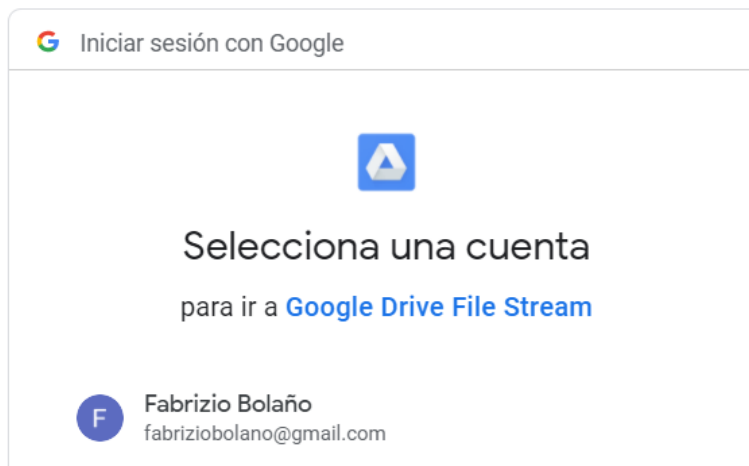 Iniciar sesión con Google
Selecciona una cuenta
para ir a Google Drive File Stream
F
Fabrizio Bolaño
fabriziobolano@gmail.com